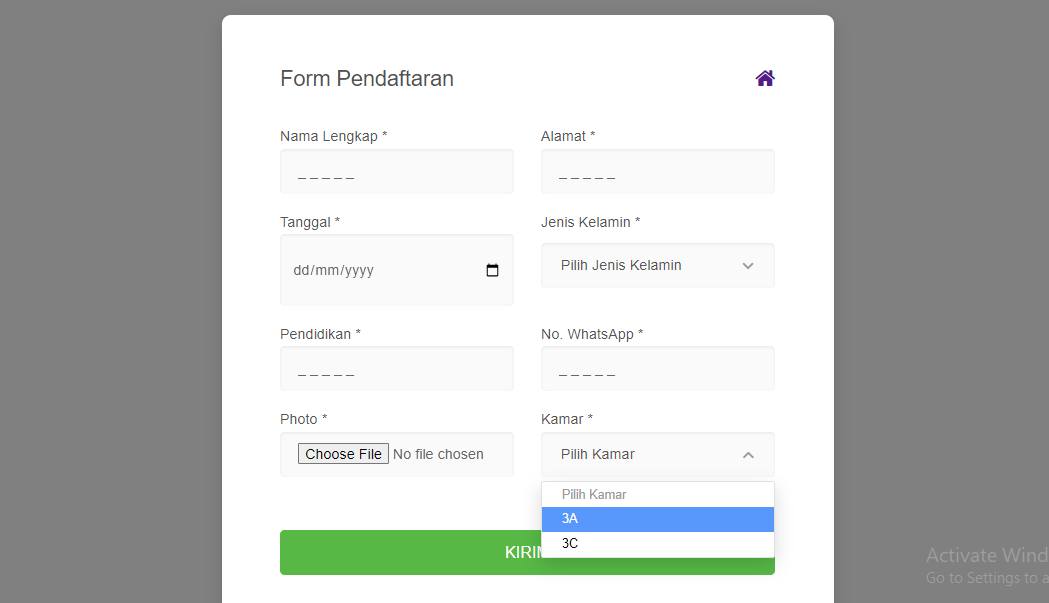 Form Pendaftaran
Nama Lengkap *
Alamat *
_ _ _ _ _
_ _ _ _ _
Tanggal *
Jenis Kelamin *
dd/mm/yyyy
Pilih Jenis Kelamin
Pendidikan *
No. WhatsApp *
_ _ _ _ _
_ _ _ _ _
Photo *
Kamar *
Choose File No file chosen
Pilih Kamar
Pilih Kamar
3A
3C
Activate Wind
Go to Settings to a